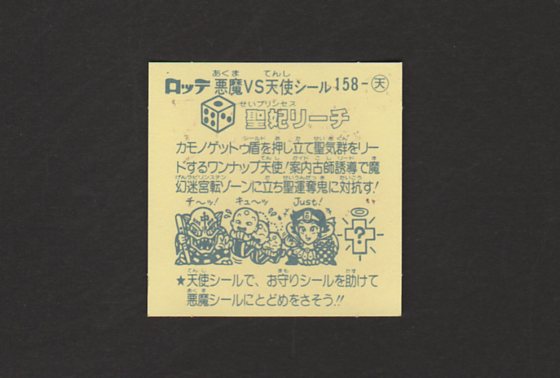 ロッテ 悪魔VS天使シール 158-天
聖妃リーチ
カモノゲットゥ盾を押し立て聖気群をリー
ドするワンナップ天使!案内古師誘導で魔
幻迷宮転ゾーンに立ち聖運奪鬼に対抗す!
チ〜ッ! キュ〜ッ Just!
?
★天使シールで、お守りシールを助けて
悪魔シールにとどめをさそう!!